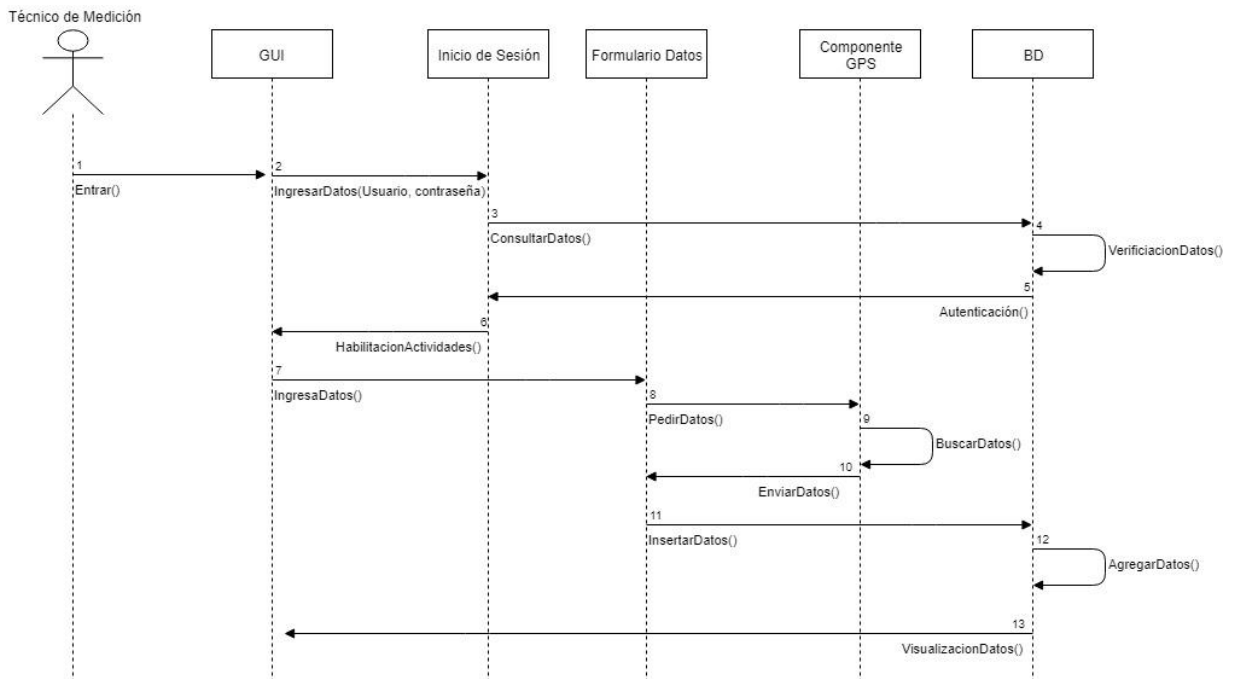 Técnico de Medición
GUI
Inicio de Sesión
Formulario Datos
Componente
GPS
BD
1
Entrar()
2
IngresarDatos(Usuario, contraseña)
3
ConsultarDatos()
4
VerificiacionDatos()
5
Autenticación()
6
HabilitacionActividades()
7
IngresaDatos()
8
PedirDatos()
9
BuscarDatos()
10
EnviarDatos()
11
InsertarDatos()
12
AgregarDatos()
13
VisualizacionDatos()